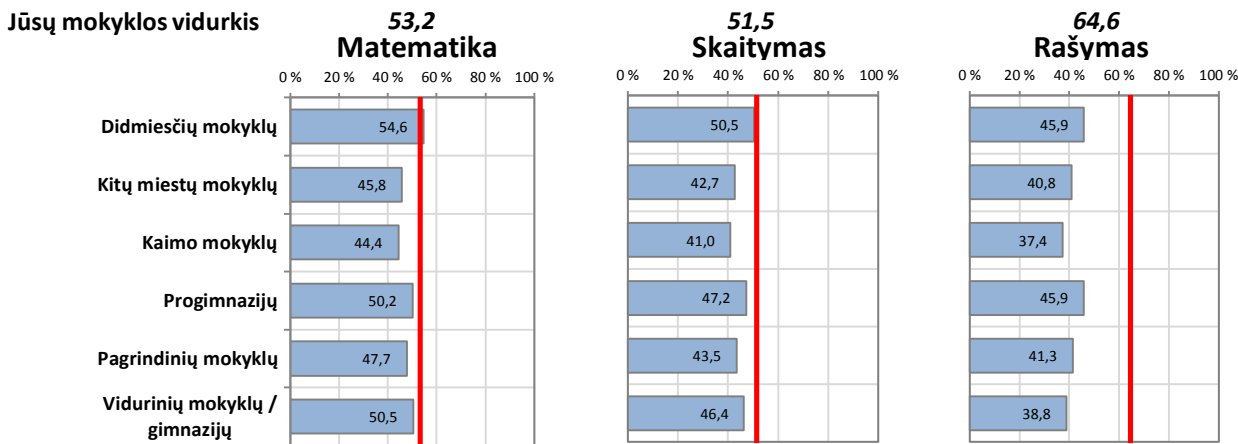 Jūsų mokyklos vidurkis 53,2 51,5 64,6
Matematika Skaitymas Rašymas
0 % 20 % 40 % 60 % 80 % 100 % 0 % 20 % 40 % 60 % 80 % 100 % 0 % 20 % 40 % 60 % 80 % 100 %
Didmiesčių mokyklų 54,6 50,5 45,9
Kitų miestų mokyklų 45,8 42,7 40,8
Kaimo mokyklų 44,4 41,0 37,4
Progimnazijų 50,2 47,2 45,9
Pagrindinių mokyklų 47,7 43,5 41,3
Vidurinių mokyklų /
gimnazijų 50,5 46,4 38,8